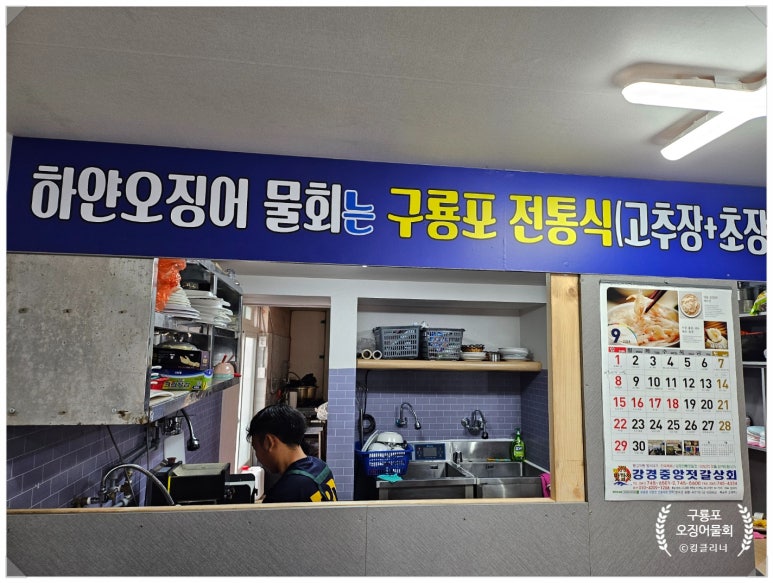 하얀오징어 물회는 구룡포 전통식(고추장+초장
9
1 2 3 4 5 6 7
8 9 10 11 12 13 14
15 16 17 18 19 20 21
22 23 24 25 26 27 28
29 30
강경중앙젓갈상회
구룡포
오징어물회
©킴클리너